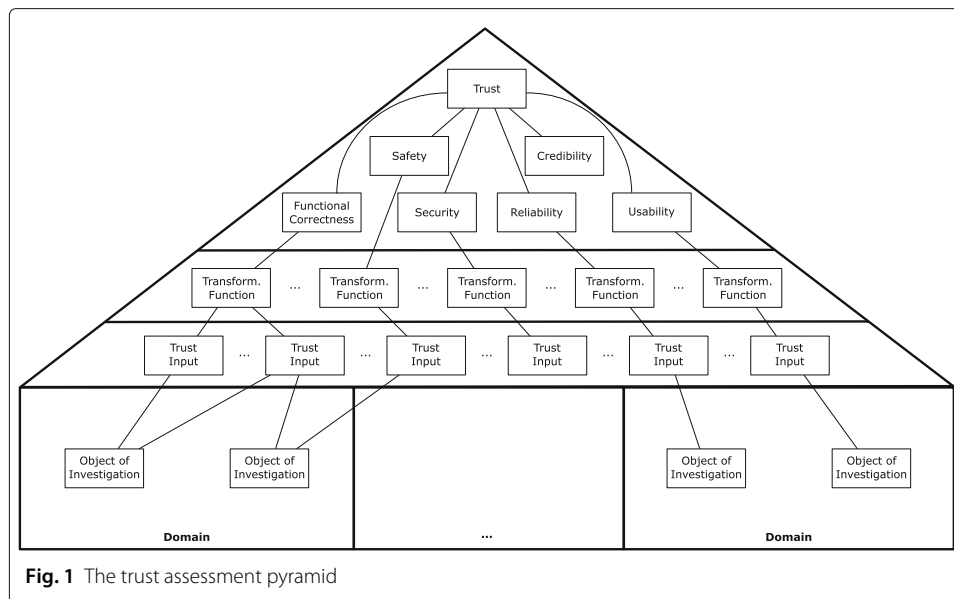 Trust
Safety
Credibility
Functional
Correctness
Security
Reliability
Usability
Transform.
Function
...
Transform.
Function
...
Transform.
Function
...
Transform.
Function
...
Transform.
Function
Trust
Input
...
Trust
Input
...
Trust
Input
...
Trust
Input
...
Trust
Input
...
Trust
Input
Object of
Investigation
Object of
Investigation
Object of
Investigation
Object of
Investigation
Domain
...
Domain
Fig. 1 The trust assessment pyramid